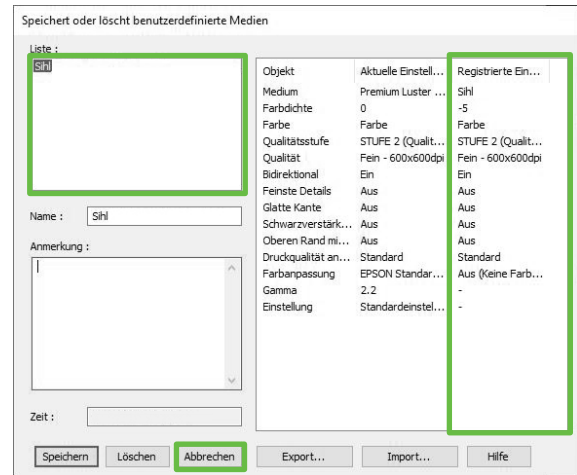 Speichert oder löscht benutzerdefinierte Medien
Liste :
Sihl
Name : Sihl
Anmerkung :
Zeit :
Objekt Aktuelle Einstell... Registrierte Ein...
Medium Premium Luster ... Sihl
Farbdichte 0 -5
Farbe Farbe Farbe
Qualitätsstufe STUFE 2 (Qualit... STUFE 2 (Qualit...
Qualität Fein - 600x600dpi Fein - 600x600dpi
Bidirektional Ein Ein
Feinste Details Aus Aus
Glatte Kante Aus Aus
Schwarzverstärk... Aus Aus
Oberen Rand mi... Aus Aus
Druckqualität an... Standard Standard
Farbanpassung EPSON Standar... Aus (Keine Farb...
Gamma 2.2 -
Einstellung Standardeinstel... -
Speichern Löschen Abbrechen Export... Import... Hilfe